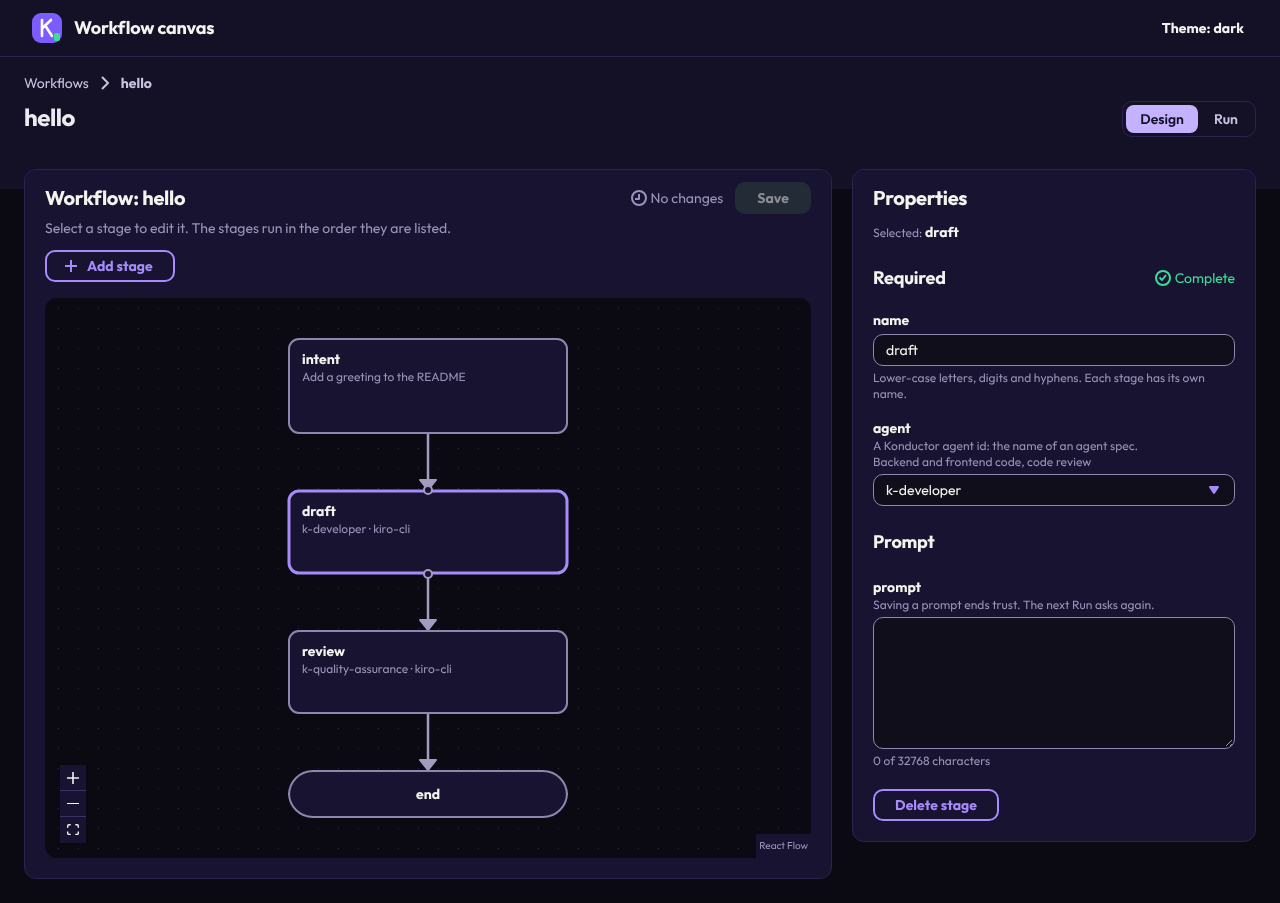 K
Workflow canvas
Theme: dark
Workflows
hello
hello
Design
Run
Workflow: hello
No changes
Save
Select a stage to edit it. The stages run in the order they are listed.
Add stage
intent
Add a greeting to the README
draft
k-developer · kiro-cli
review
k-quality-assurance · kiro-cli
end
React Flow
Properties
Selected: draft
Required
Complete
name
draft
Lower-case letters, digits and hyphens. Each stage has its own
name.
agent
A Konductor agent id: the name of an agent spec.
Backend and frontend code, code review
k-developer
Prompt
prompt
Saving a prompt ends trust. The next Run asks again.
0 of 32768 characters
Delete stage